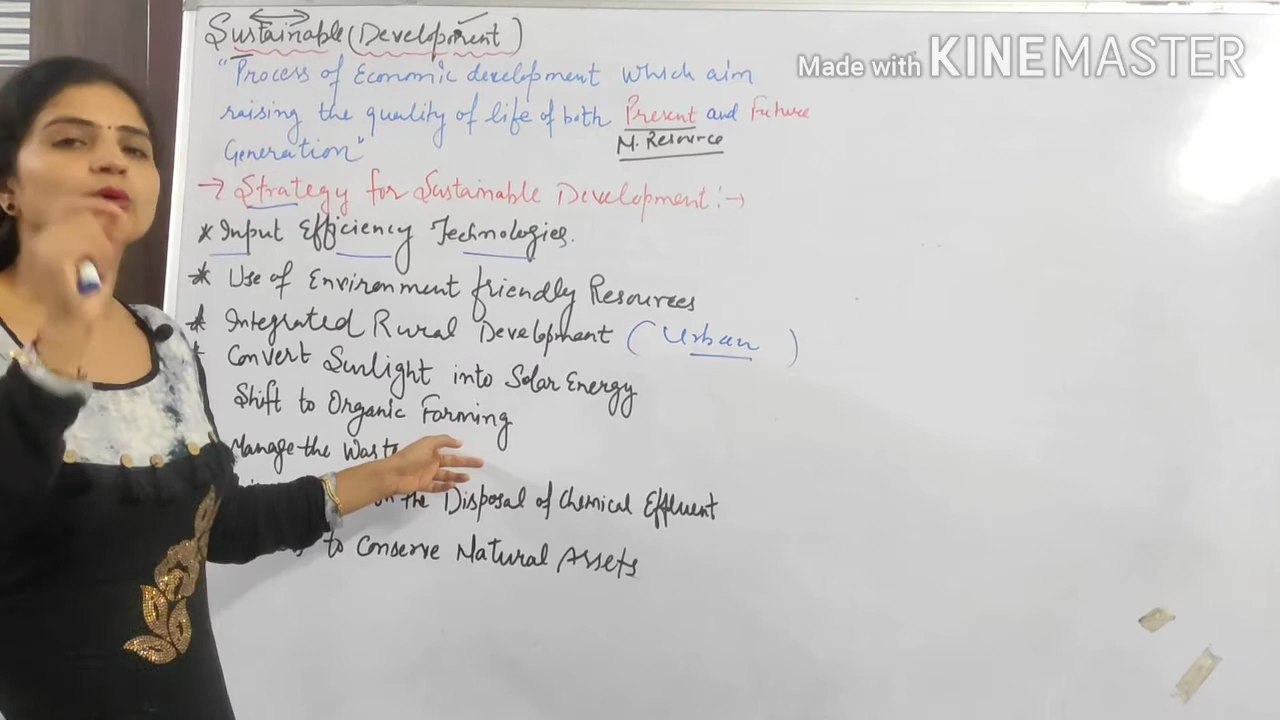 Sustainable (Development)
Made with KINEMASTER
"Process of Economic development which aim
raising the quality of life of both Present and Future
Generation"
N. Resource
→ Strategy for Sustainable Development:→
* Input Efficiency Technologies.
* Use of Environment friendly Resources
* Integrated Rural Development (Urban)
* Convert Sunlight into Solar Energy
Shift to Organic Farming
Manage the Waste
the Disposal of Chemical Effluent
to Conserve Natural Assets